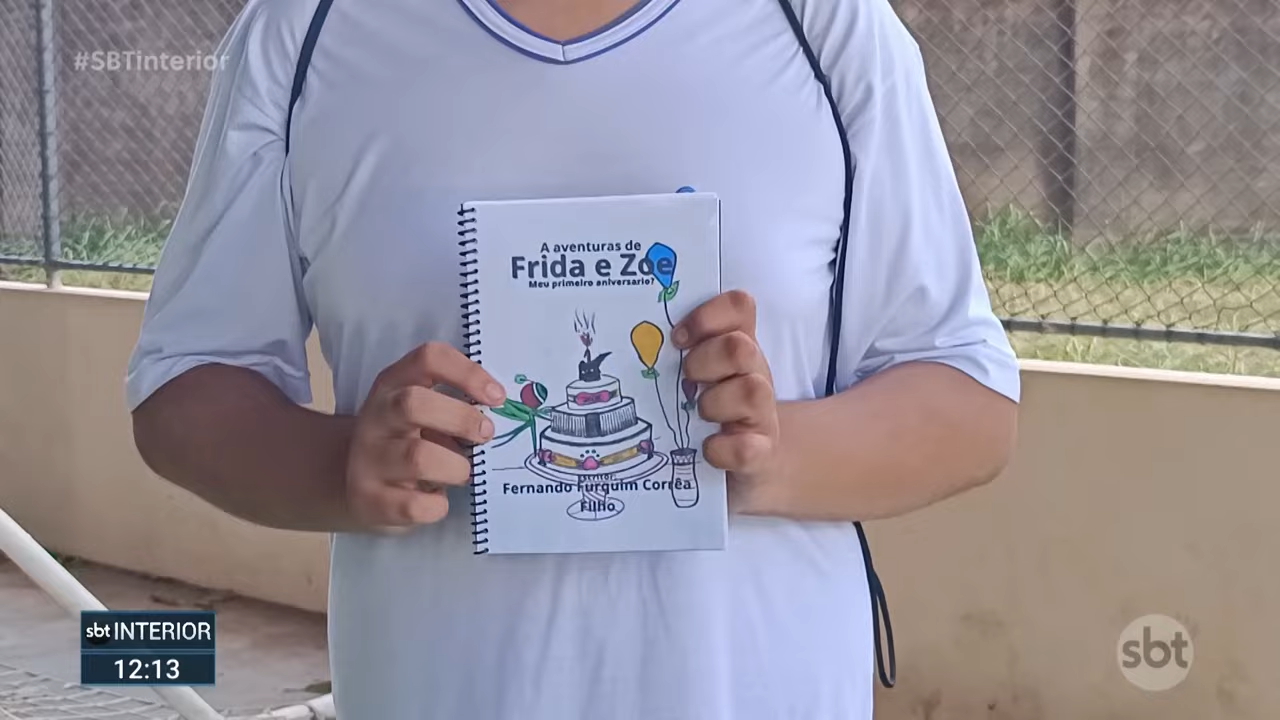 #SBTinterior
A aventuras de
Frida e Zoe
Meu primeiro aniversario?
Fernando Furquim Corrêa
Filho
sbt INTERIOR
12:13
sbt